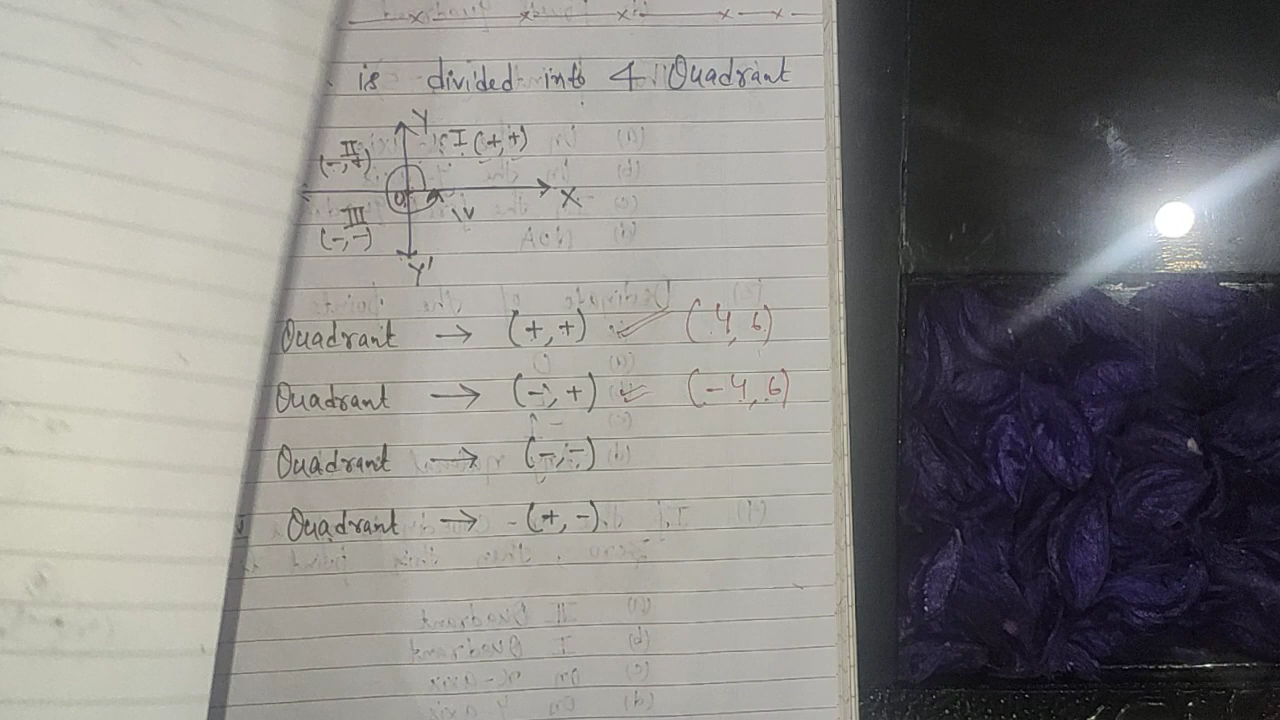 is divided into 4 Quadrant
Y
II I (+, +)
(-, +)
O X
III IV
(-, -)
Y'
Quadrant → (+, +) (4, 6)
Quadrant → (-, +) (-4, 6)
Quadrant → (-, -)
Quadrant → (+, -).